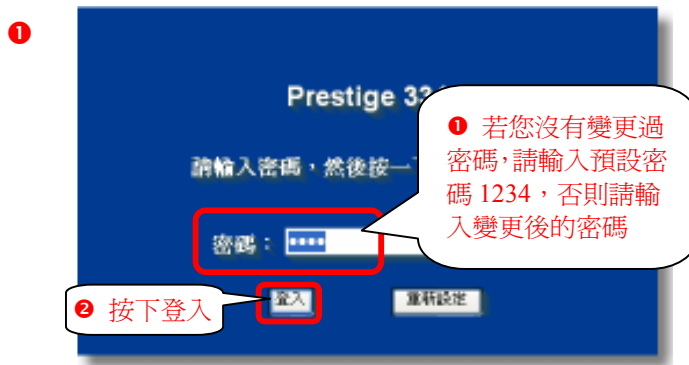 ❶
Prestige 33
❶ 若您沒有變更過
密碼，請輸入預設密
碼 1234，否則請輸
入變更後的密碼
請輸入密碼，然後按一
密碼：****
❷ 按下登入
登入
重新設定